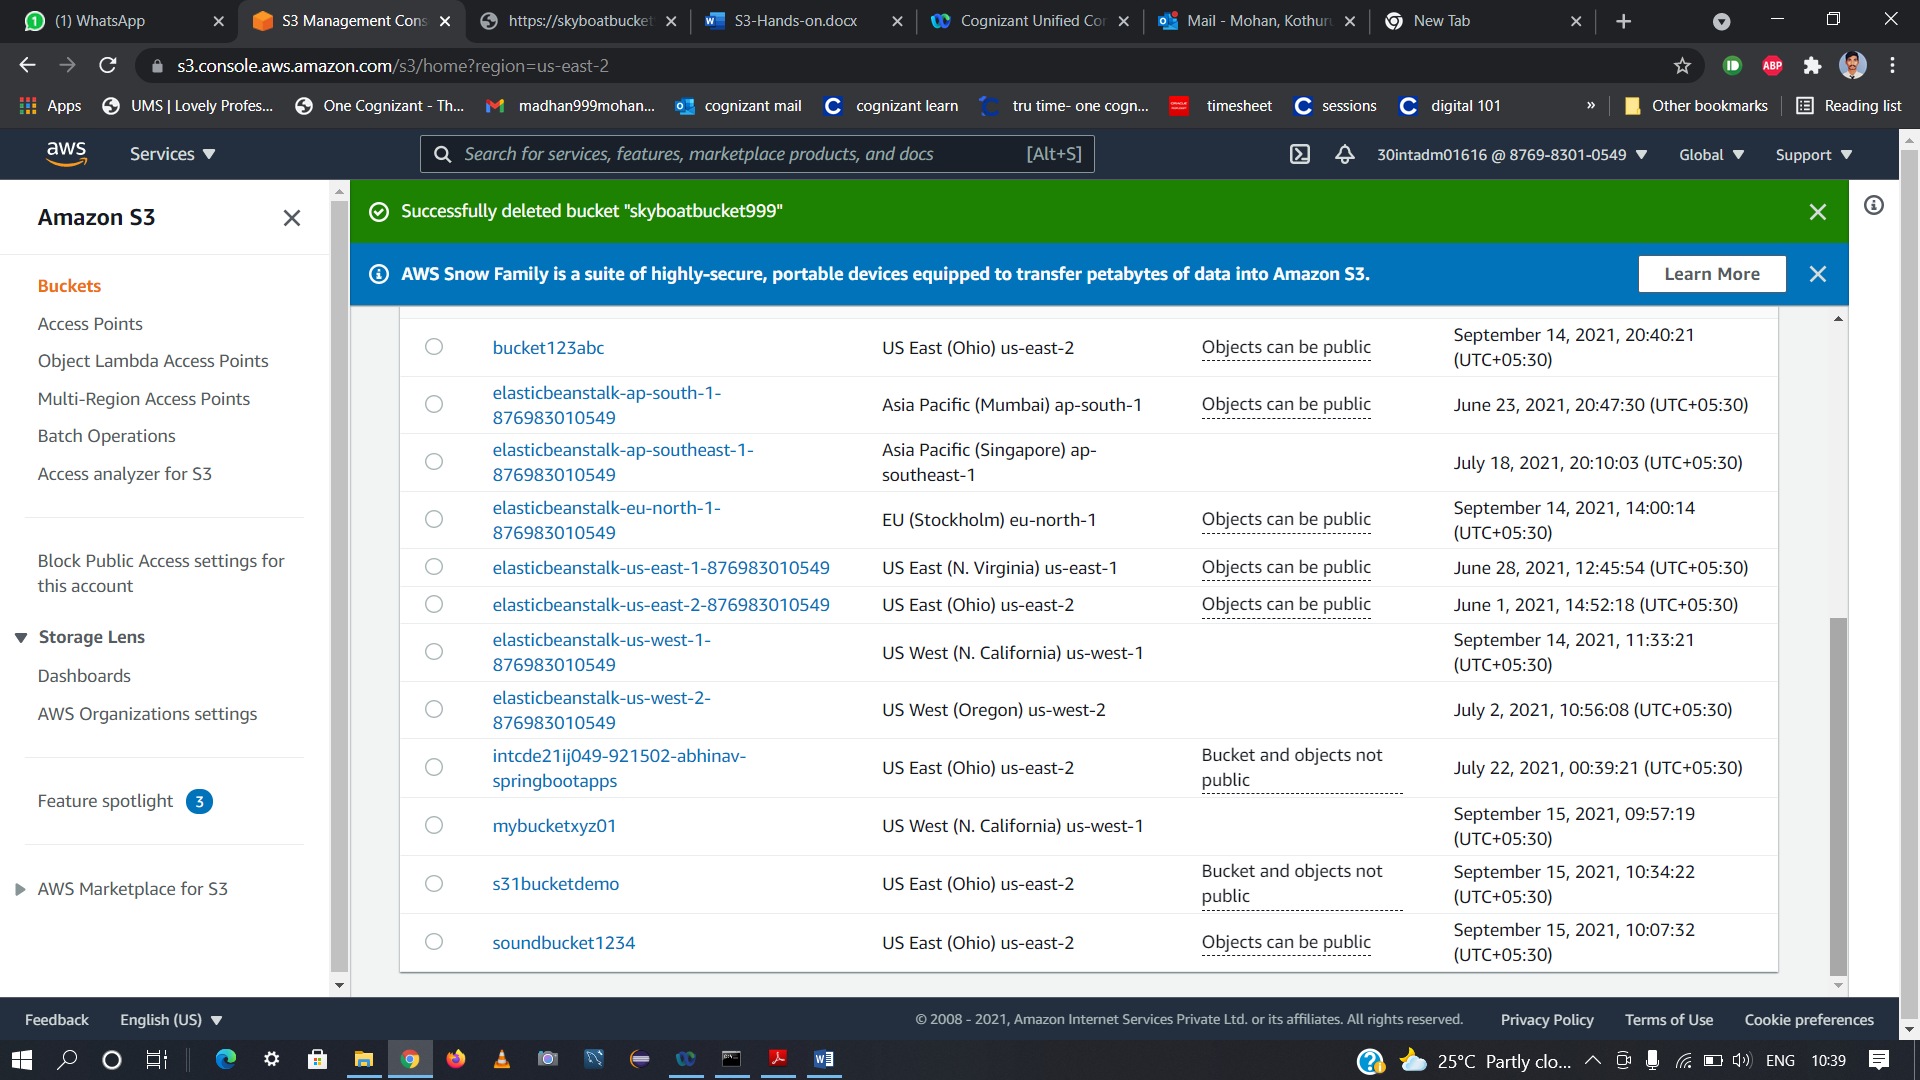 (1) WhatsApp
S3 Management Cons
https://skyboatbucket
S3-Hands-on.docx
Cognizant Unified Co
Mail - Mohan, Kothuru
New Tab
s3.console.aws.amazon.com/s3/home?region=us-east-2
ABP
Apps
UMS | Lovely Profes...
One Cognizant - Th...
madhan999mohan...
cognizant mail
cognizant learn
tru time- one cogn...
timesheet
sessions
digital 101
»
Other bookmarks
Reading list
aws
Services
Search for services, features, marketplace products, and docs
[Alt+S]
30intadm01616 @ 8769-8301-0549
Global
Support
Amazon S3
Buckets
Access Points
Object Lambda Access Points
Multi-Region Access Points
Batch Operations
Access analyzer for S3
Block Public Access settings for
this account
Storage Lens
Dashboards
AWS Organizations settings
Feature spotlight 3
AWS Marketplace for S3
Successfully deleted bucket "skyboatbucket999"
AWS Snow Family is a suite of highly-secure, portable devices equipped to transfer petabytes of data into Amazon S3.
Learn More
bucket123abc
US East (Ohio) us-east-2
Objects can be public
September 14, 2021, 20:40:21
(UTC+05:30)
elasticbeanstalk-ap-south-1-
876983010549
Asia Pacific (Mumbai) ap-south-1
Objects can be public
June 23, 2021, 20:47:30 (UTC+05:30)
elasticbeanstalk-ap-southeast-1-
876983010549
Asia Pacific (Singapore) ap-
southeast-1
July 18, 2021, 20:10:03 (UTC+05:30)
elasticbeanstalk-eu-north-1-
876983010549
EU (Stockholm) eu-north-1
Objects can be public
September 14, 2021, 14:00:14
(UTC+05:30)
elasticbeanstalk-us-east-1-876983010549
US East (N. Virginia) us-east-1
Objects can be public
June 28, 2021, 12:45:54 (UTC+05:30)
elasticbeanstalk-us-east-2-876983010549
US East (Ohio) us-east-2
Objects can be public
June 1, 2021, 14:52:18 (UTC+05:30)
elasticbeanstalk-us-west-1-
876983010549
US West (N. California) us-west-1
September 14, 2021, 11:33:21
(UTC+05:30)
elasticbeanstalk-us-west-2-
876983010549
US West (Oregon) us-west-2
July 2, 2021, 10:56:08 (UTC+05:30)
intcde21ij049-921502-abhinav-
springbootapps
US East (Ohio) us-east-2
Bucket and objects not
public
July 22, 2021, 00:39:21 (UTC+05:30)
mybucketxyz01
US West (N. California) us-west-1
September 15, 2021, 09:57:19
(UTC+05:30)
s31bucketdemo
US East (Ohio) us-east-2
Bucket and objects not
public
September 15, 2021, 10:34:22
(UTC+05:30)
soundbucket1234
US East (Ohio) us-east-2
Objects can be public
September 15, 2021, 10:07:32
(UTC+05:30)
Feedback
English (US)
© 2008 - 2021, Amazon Internet Services Private Ltd. or its affiliates. All rights reserved.
Privacy Policy
Terms of Use
Cookie preferences
25°C Partly clo...
ENG
10:39